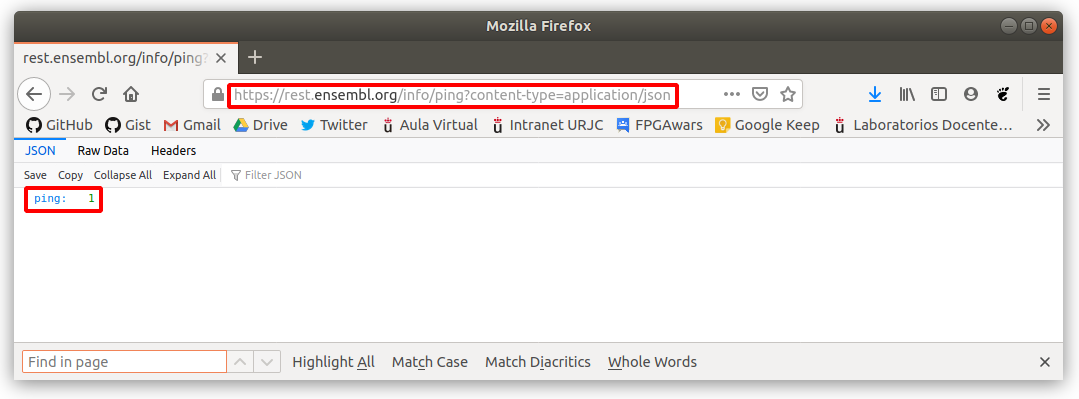 Mozilla Firefox
rest.ensembl.org/info/ping?
https://rest.ensembl.org/info/ping?content-type=application/json
GitHub Gist Gmail Drive Twitter Aula Virtual Intranet URJC FPGAwars Google Keep Laboratorios Docente…
JSON Raw Data Headers
Save Copy Collapse All Expand All Filter JSON
ping: 1
Find in page Highlight All Match Case Match Diacritics Whole Words